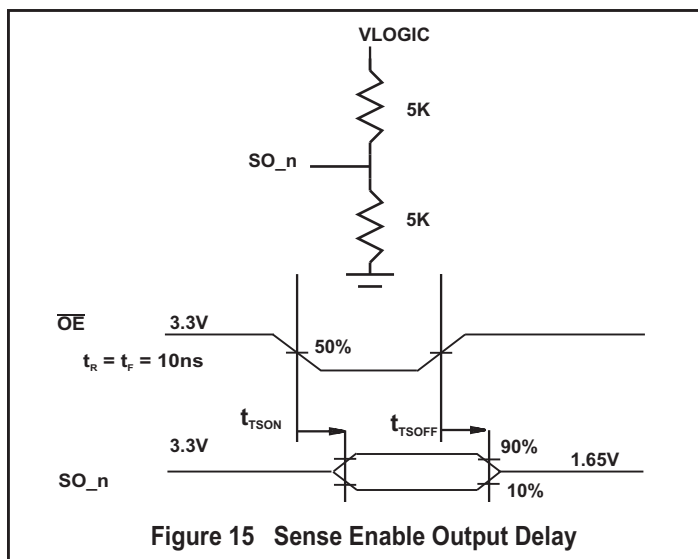 VLOGIC
5K
SO_n
5K
OE
3.3V
50%
tR = tF = 10ns
tTSON
tTSOFF
3.3V
90%
1.65V
SO_n
10%
Figure 15 Sense Enable Output Delay